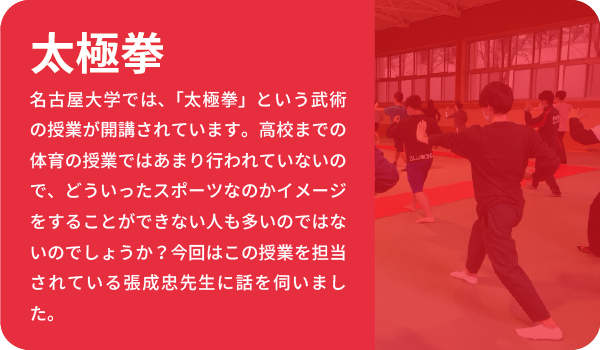 太極拳
名古屋大学では、「太極拳」という武術
の授業が開講されています。高校までの
体育の授業ではあまり行われていないの
で、どういったスポーツなのかイメージ
をすることができない人も多いのではな
いのでしょうか？今回はこの授業を担当
されている張成忠先生に話を伺いまし
た。